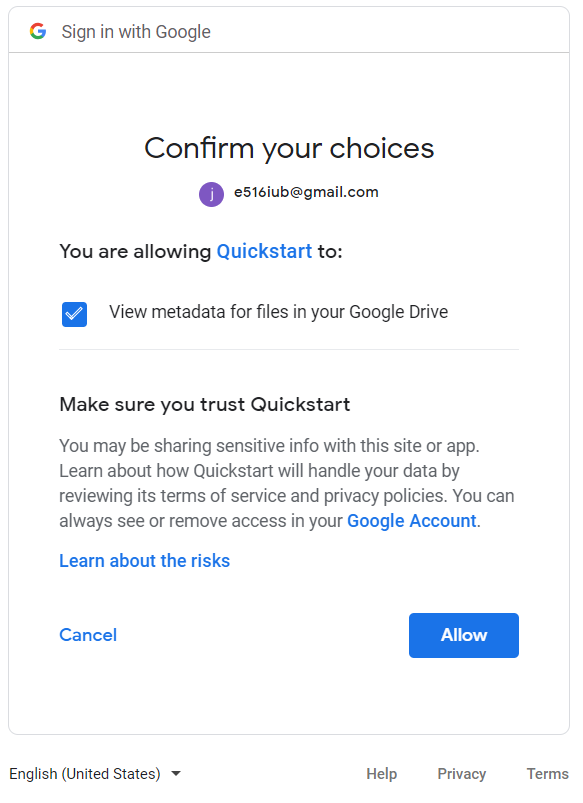 Sign in with Google
Confirm your choices
j
e516iub@gmail.com
You are allowing Quickstart to:
View metadata for files in your Google Drive
Make sure you trust Quickstart
You may be sharing sensitive info with this site or app.
Learn about how Quickstart will handle your data by
reviewing its terms of service and privacy policies. You can
always see or remove access in your Google Account.
Learn about the risks
Cancel
Allow
English (United States)
Help
Privacy
Terms